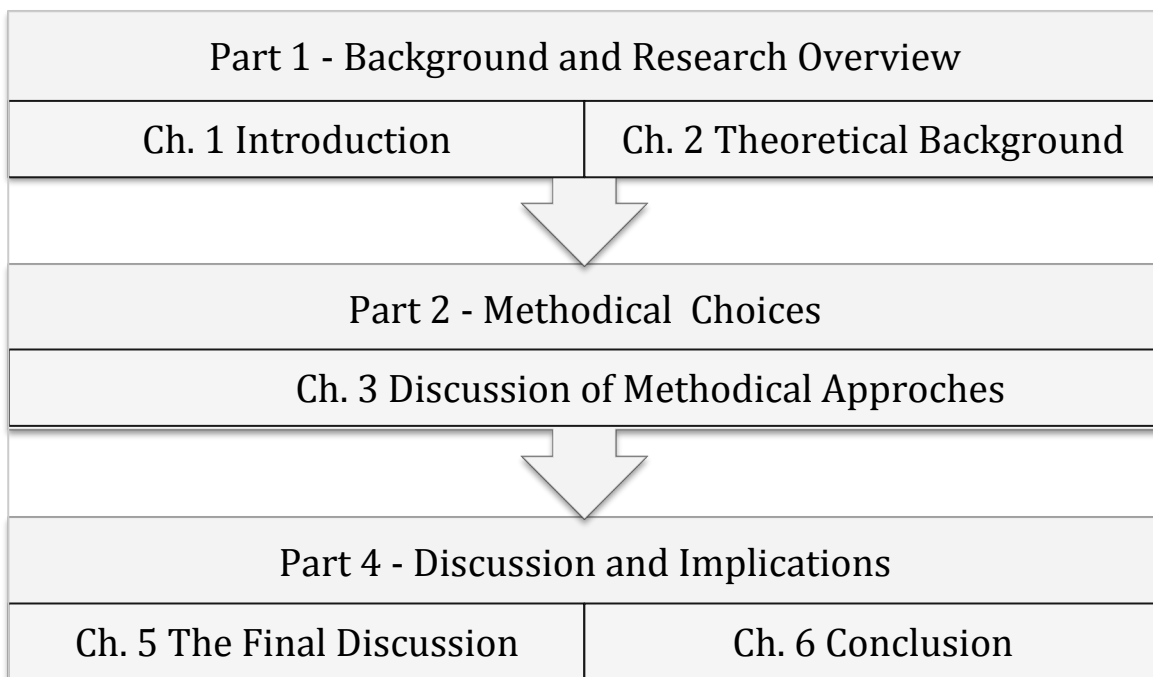 Part 1 - Background and Research Overview
Ch. 1 Introduction
Ch. 2 Theoretical Background
Part 2 - Methodical  Choices
Ch. 3 Discussion of Methodical Approches
Part 4 - Discussion and Implications
Ch. 5 The Final Discussion
Ch. 6 Conclusion